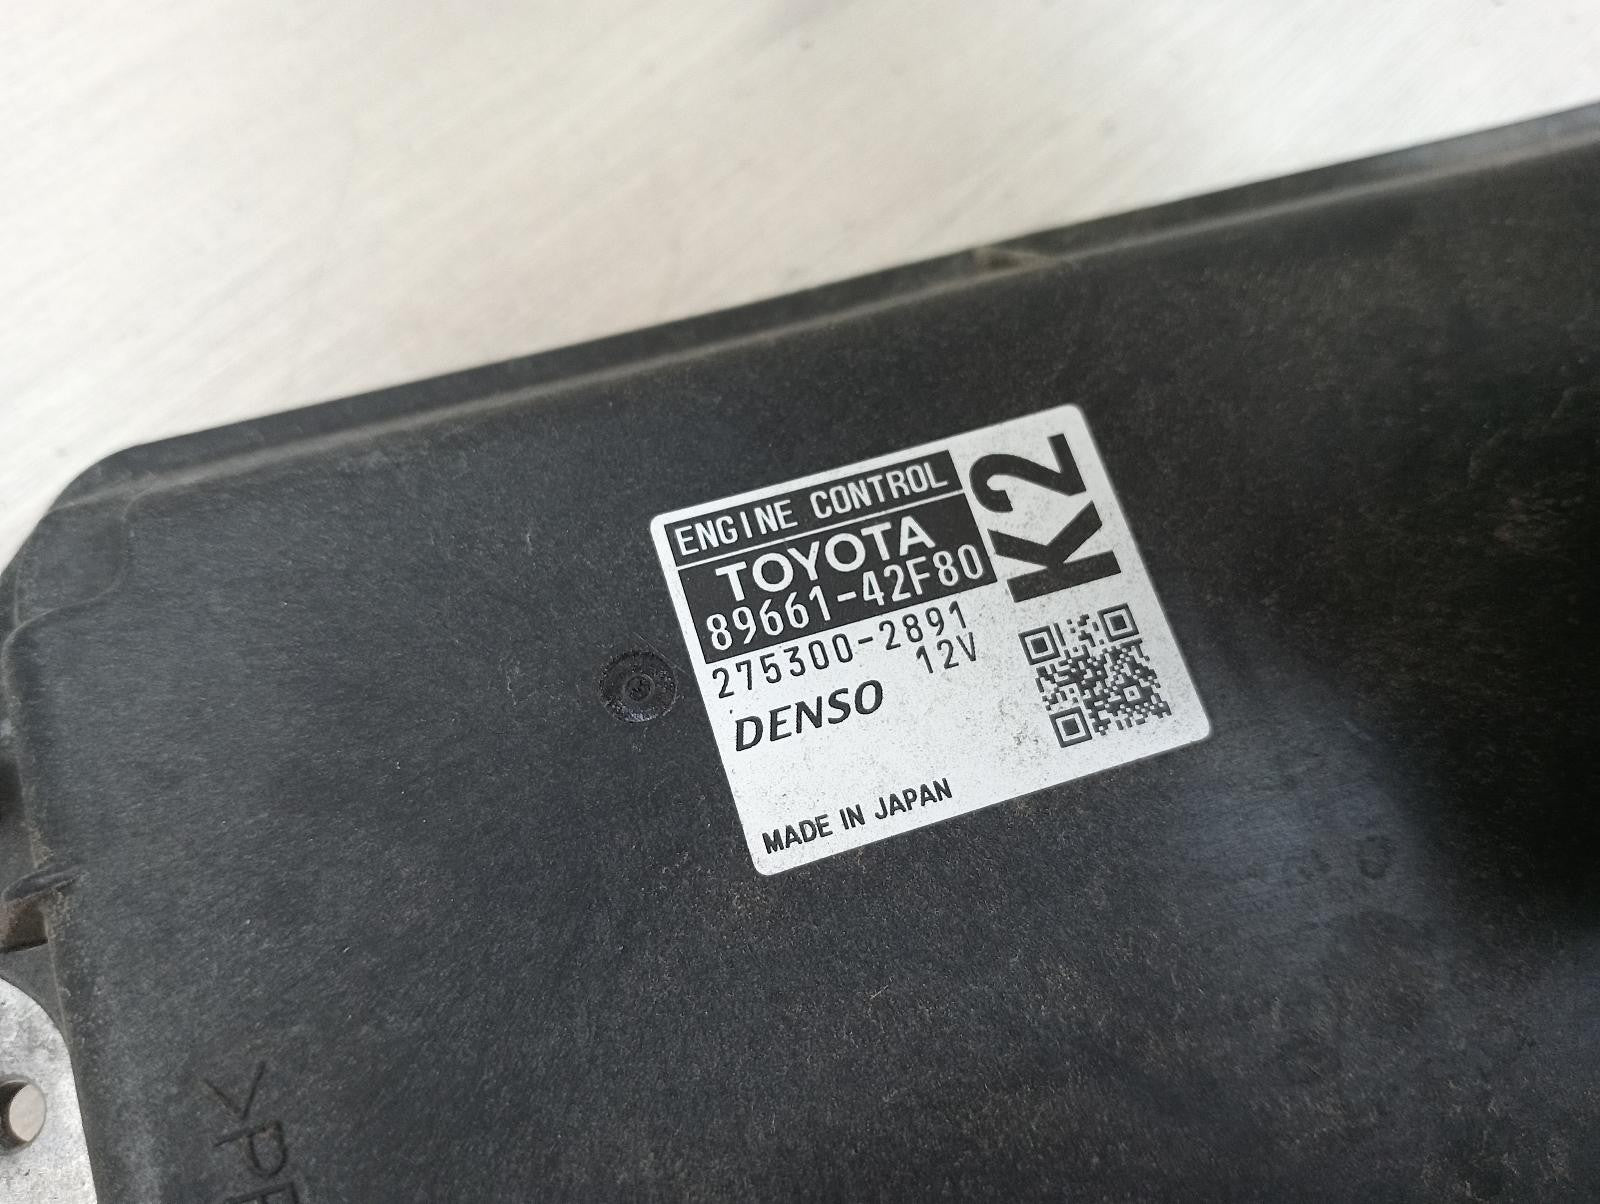 ENGINE CONTROL
TOYOTA
89661-42F80
275300-2891
12V
DENSO
MADE IN JAPAN
K2